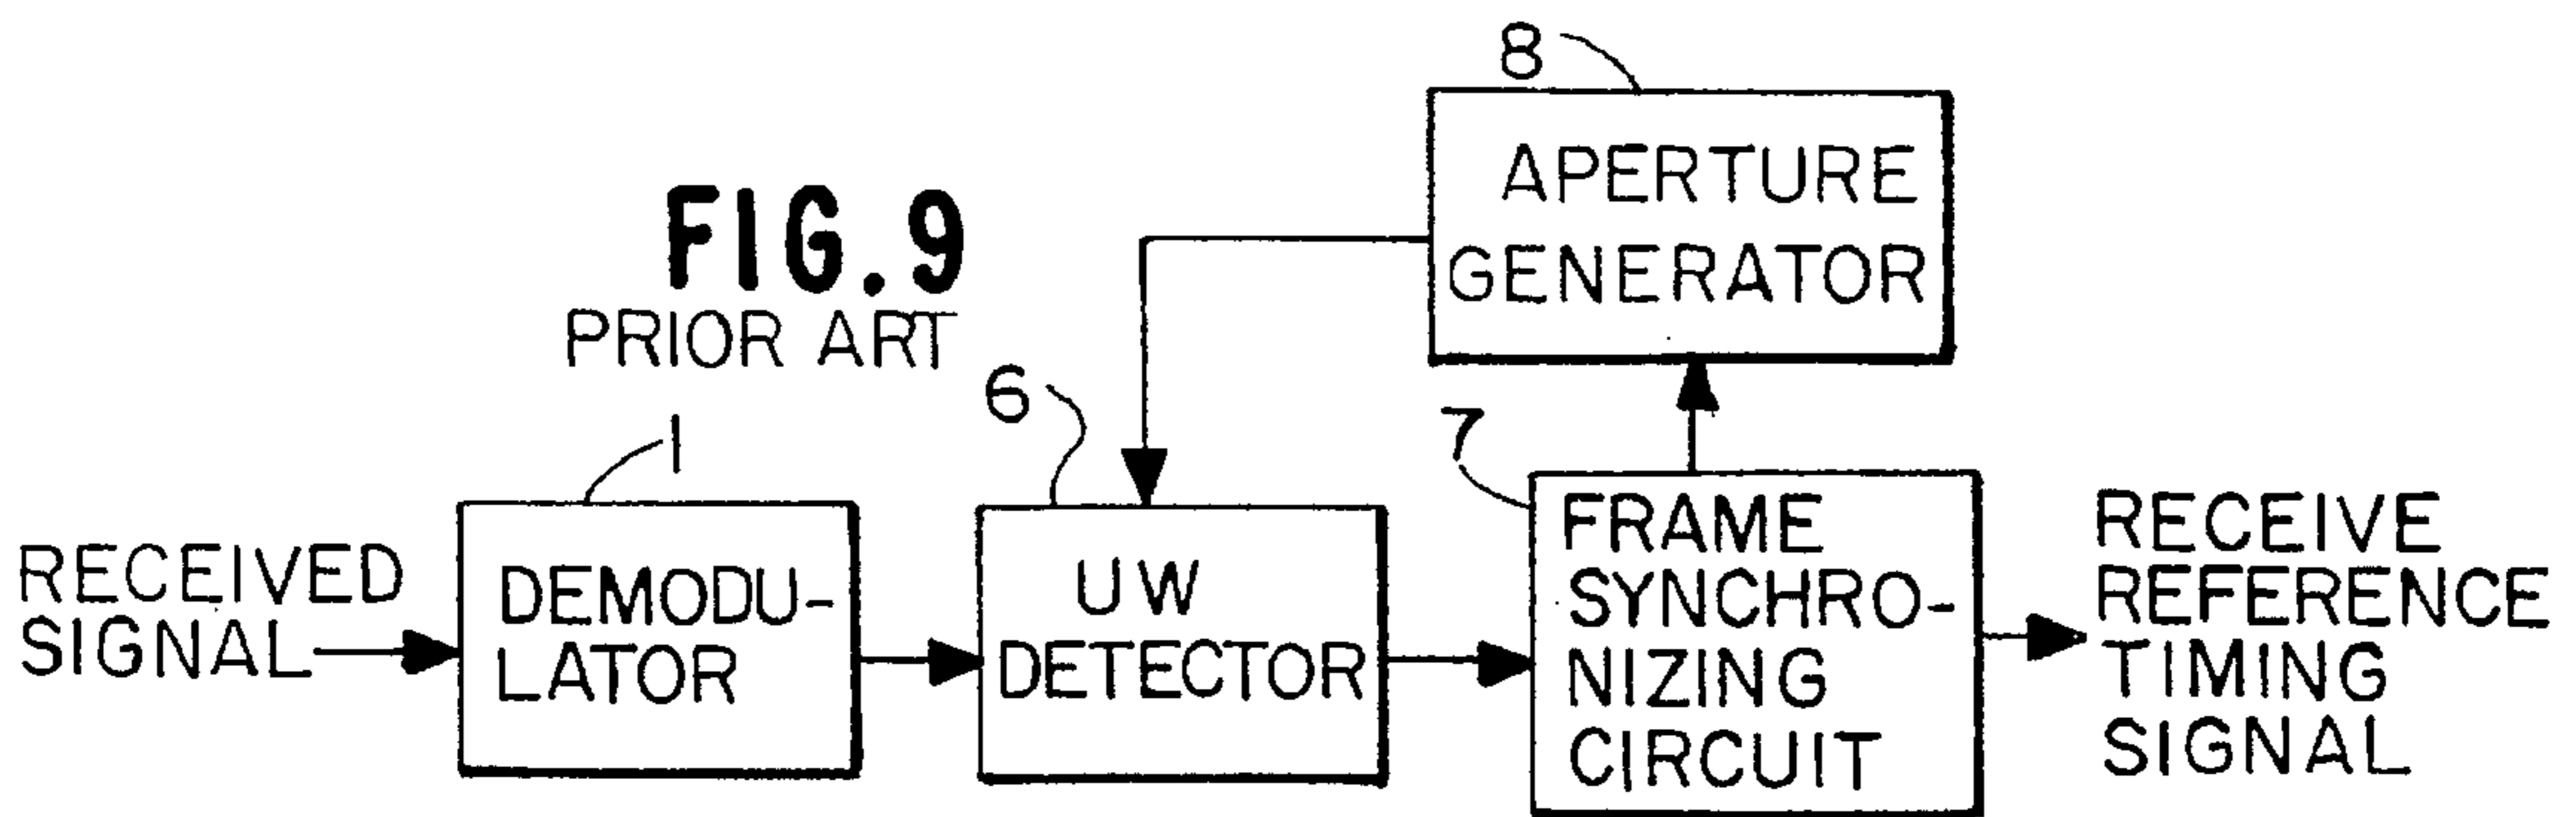 FIG.9
PRIOR ART
8
APERTURE
GENERATOR
RECEIVED
SIGNAL
1
DEMODU-
LATOR
6
UW
DETECTOR
7
FRAME
SYNCHRO-
NIZING
CIRCUIT
RECEIVE
REFERENCE
TIMING
SIGNAL